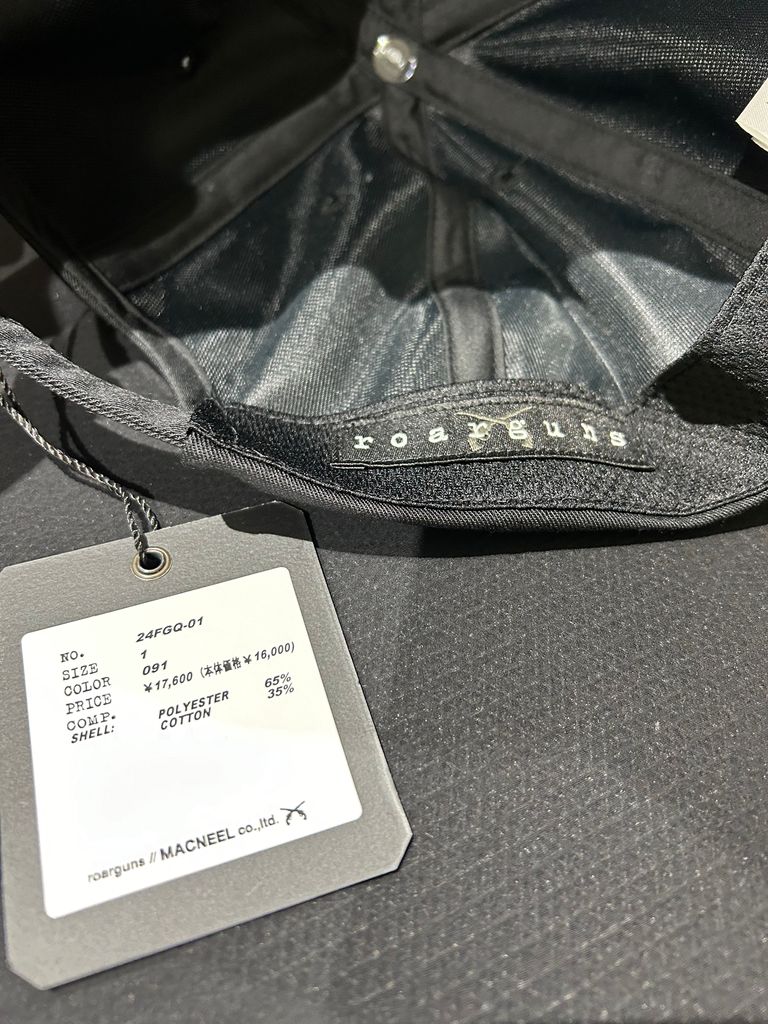 roarguns
NO. 24FGQ-01
SIZE 1
COLOR 091
PRICE ¥17,600 (本体価格¥16,000)
COMP.
SHELL: POLYESTER 65%
COTTON 35%
roarguns // MACNEEL co.,ltd.